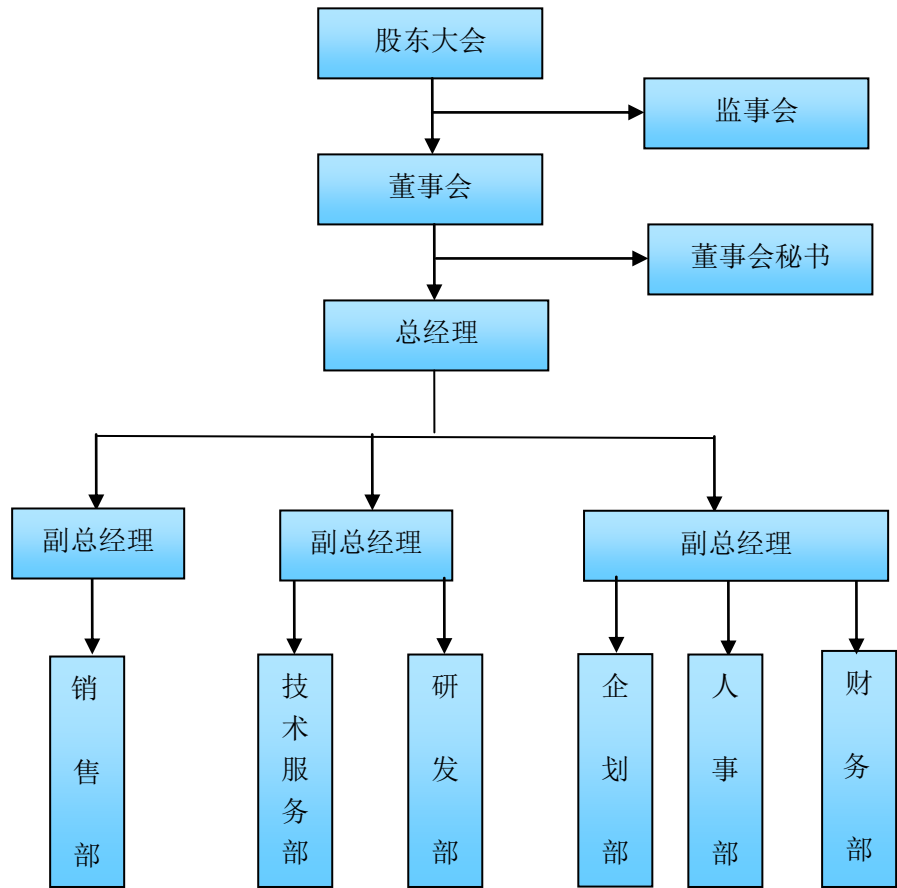 股东大会
监事会
董事会
董事会秘书
总经理
副总经理
副总经理
副总经理
销售部
技术服务部
研发部
企划部
人事部
财务部